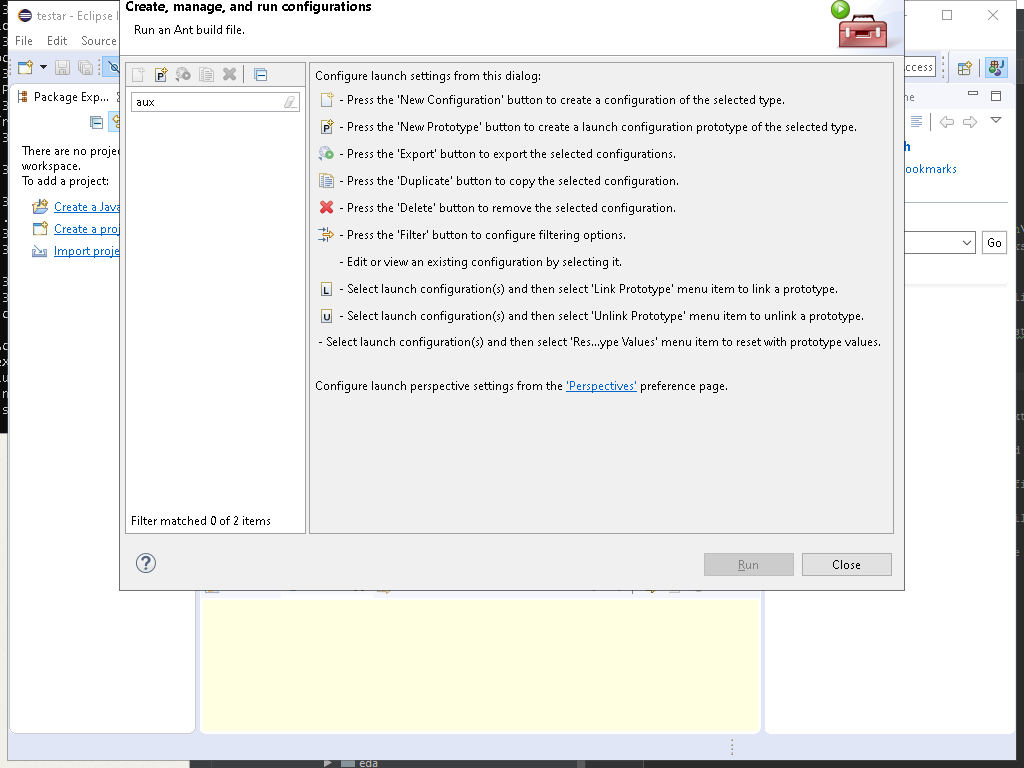 Create, manage, and run configurations
testar - Eclipse I
Run an Ant build file.
File Edit Source
ccess
aux
Package Exp...
There are no proje
workspace.
To add a project:
Create a Java
Create a proj
Import proje
Configure launch settings from this dialog:
- Press the 'New Configuration' button to create a configuration of the selected type.
- Press the 'New Prototype' button to create a launch configuration prototype of the selected type.
- Press the 'Export' button to export the selected configurations.
- Press the 'Duplicate' button to copy the selected configuration.
- Press the 'Delete' button to remove the selected configuration.
- Press the 'Filter' button to configure filtering options.
- Edit or view an existing configuration by selecting it.
- Select launch configuration(s) and then select 'Link Prototype' menu item to link a prototype.
- Select launch configuration(s) and then select 'Unlink Prototype' menu item to unlink a prototype.
- Select launch configuration(s) and then select 'Res...ype Values' menu item to reset with prototype values.
Configure launch perspective settings from the 'Perspectives' preference page.
ne
h
ookmarks
Go
Filter matched 0 of 2 items
Run
Close
eda